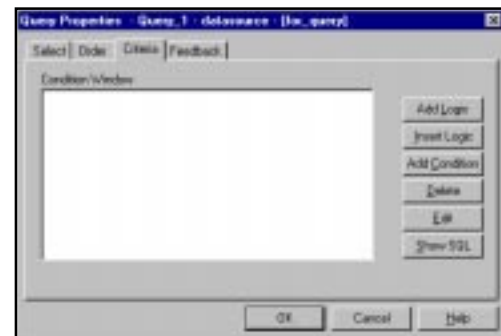 Query Properties - Query_1 - datasource - [for_query]
Select Order Criteria Feedback
Condition Window
Add Logic
Insert Logic
Add Condition
Delete
Edit
Show SQL
OK Cancel Help